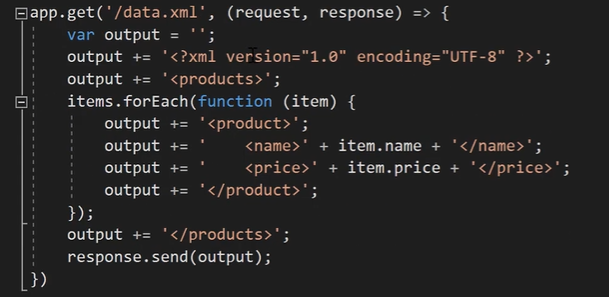 app.get('/data.xml', (request, response) => {
    var output = '';
    output += '<?xml version="1.0" encoding="UTF-8" ?>';
    output += '<products>';
    items.forEach(function (item) {
        output += '<product>';
        output += '    <name>' + item.name + '</name>';
        output += '    <price>' + item.price + '</price>';
        output += '</product>';
    });
    output += '</products>';
    response.send(output);
})